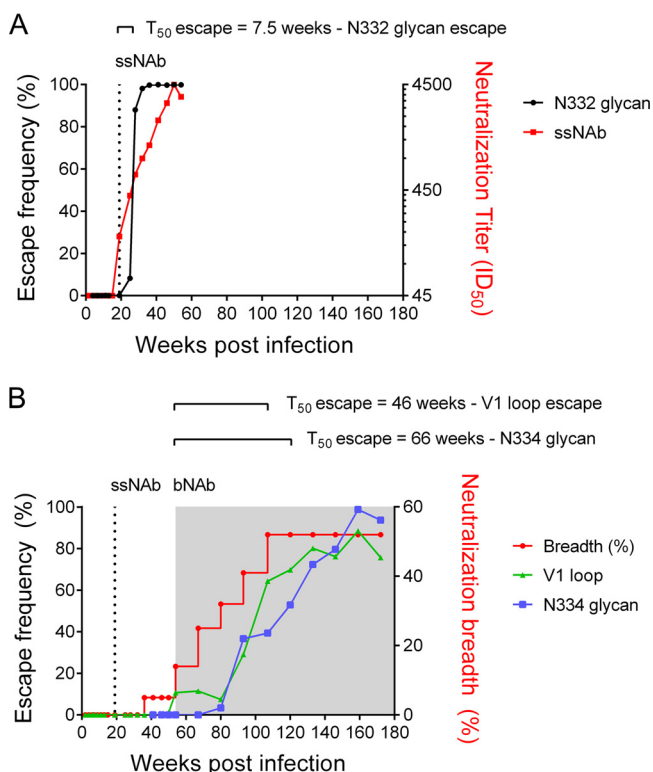 A
T50 escape = 7.5 weeks - N332 glycan escape
ssNAb
Escape frequency (%)
100
80
60
40
20
0
4500
450
45
Neutralization Titer (ID50)
N332 glycan
ssNAb
0 20 40 60 80 100 120 140 160 180
Weeks post infection
B
T50 escape = 46 weeks - V1 loop escape
T50 escape = 66 weeks - N334 glycan
ssNAb bNAb
Escape frequency (%)
100
80
60
40
20
0
60
40
20
0
Neutralization breadth (%)
Breadth (%)
V1 loop
N334 glycan
0 20 40 60 80 100 120 140 160 180
Weeks post infection